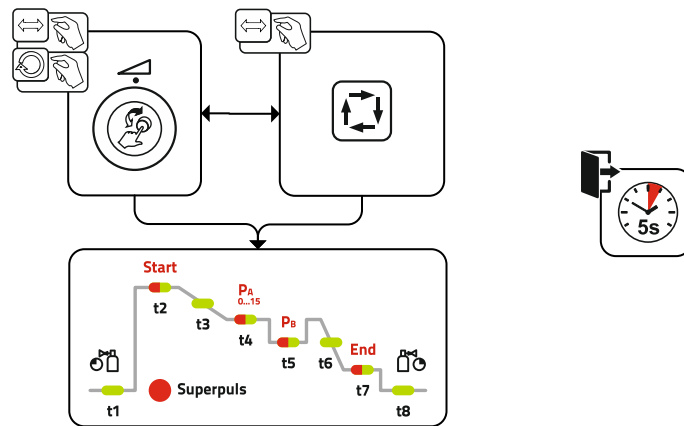 5s
Start
PA
0...15
t2
t3
t4
PB
t5
t6
End
t7
t1
Superpuls
t8